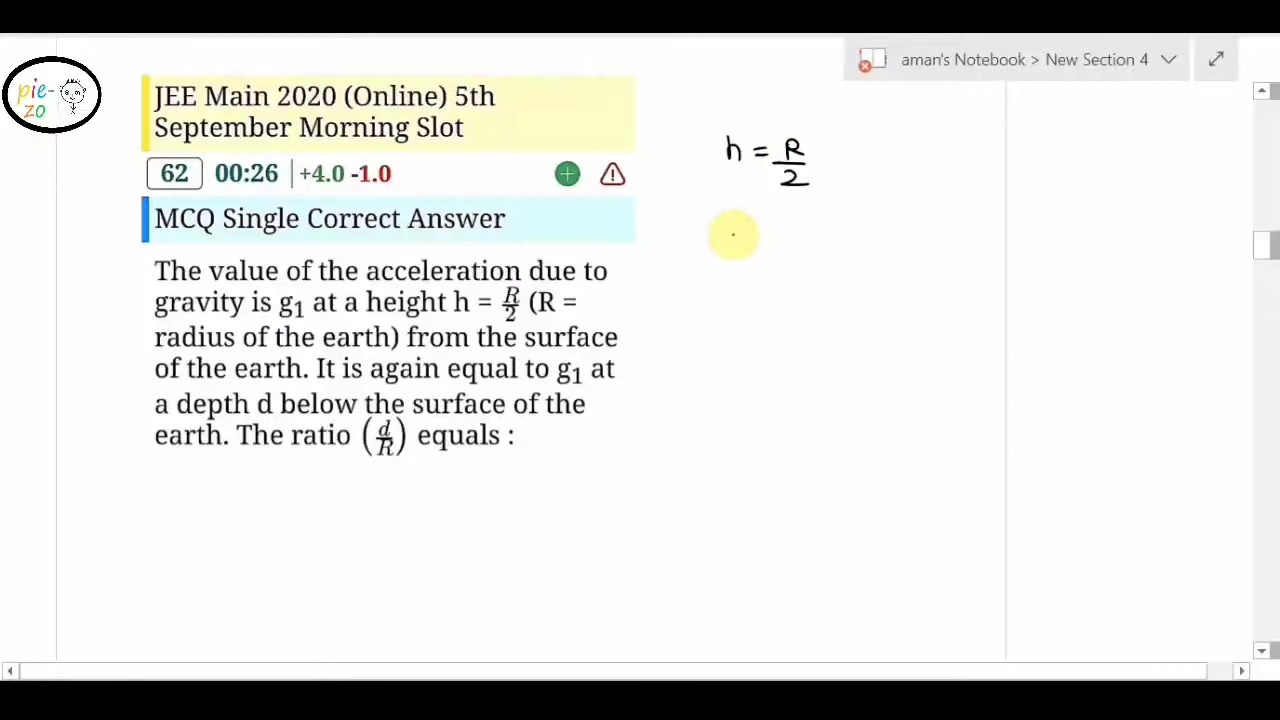 pie-
zo
aman's Notebook > New Section 4
JEE Main 2020 (Online) 5th
September Morning Slot
62 00:26 +4.0 -1.0
MCQ Single Correct Answer
The value of the acceleration due to
gravity is g₁ at a height h = R/2 (R =
radius of the earth) from the surface
of the earth. It is again equal to g₁ at
a depth d below the surface of the
earth. The ratio (d/R) equals :
h = R/2